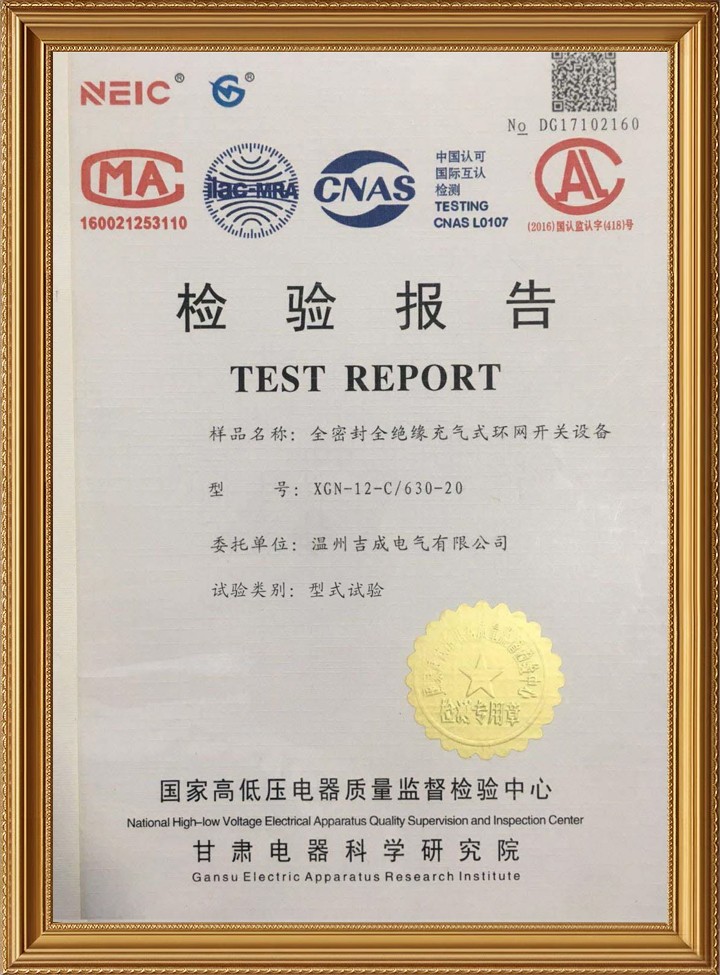 NEIC®
®
No DG17102160
MA
160021253110
ilac-MRA
CNAS
中国认可
国际互认
检测
TESTING
CNAS L0107
AL
(2016)国认监认字(418)号
检验报告
TEST REPORT
样品名称：全密封全绝缘充气式环网开关设备
型 号：XGN-12-C/630-20
委托单位：温州吉成电气有限公司
试验类别：型式试验
检测专用章
国家高低压电器质量监督检验中心
National High-low Voltage Electrical Apparatus Quality Supervision and Inspection Center
甘肃电器科学研究院
Gansu Electric Apparatus Research Institute